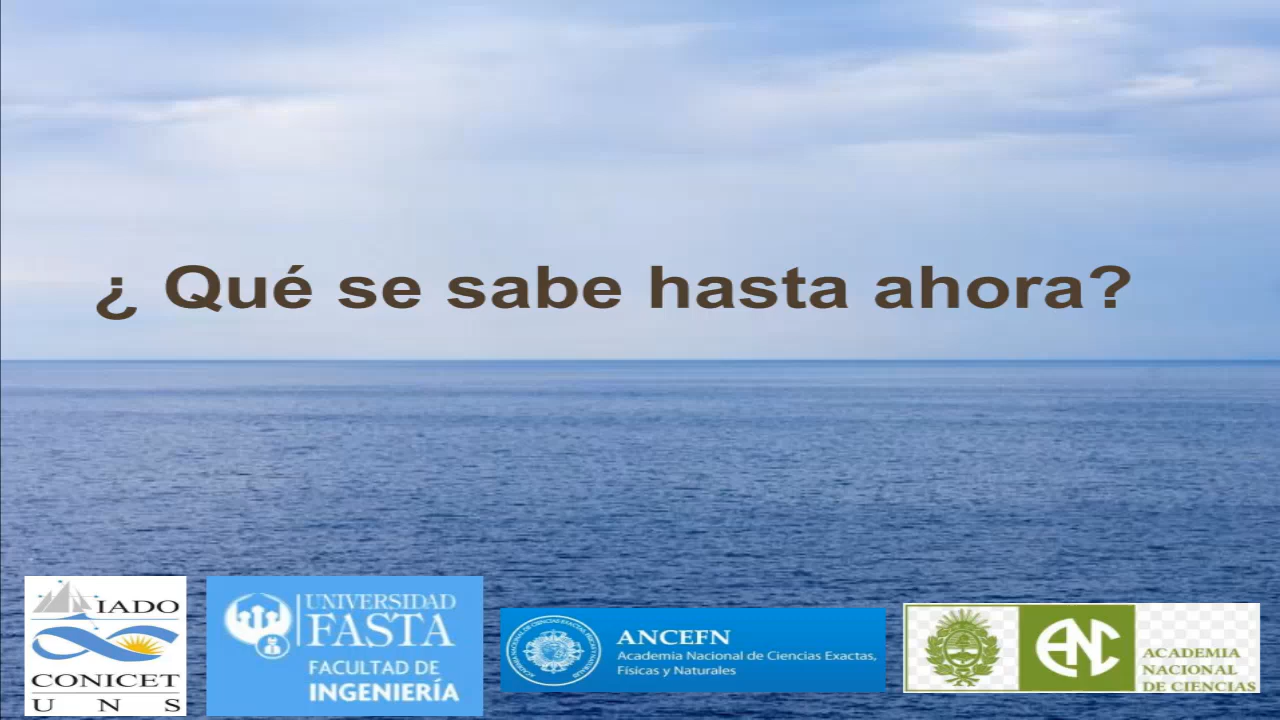 ¿ Qué se sabe hasta ahora?
IADO
CONICET
U N S
UNIVERSIDAD
FASTA
FACULTAD DE
INGENIERÍA
ANCEFN
Academia Nacional de Ciencias Exactas,
Físicas y Naturales
ANC
ACADEMIA
NACIONAL
DE CIENCIAS